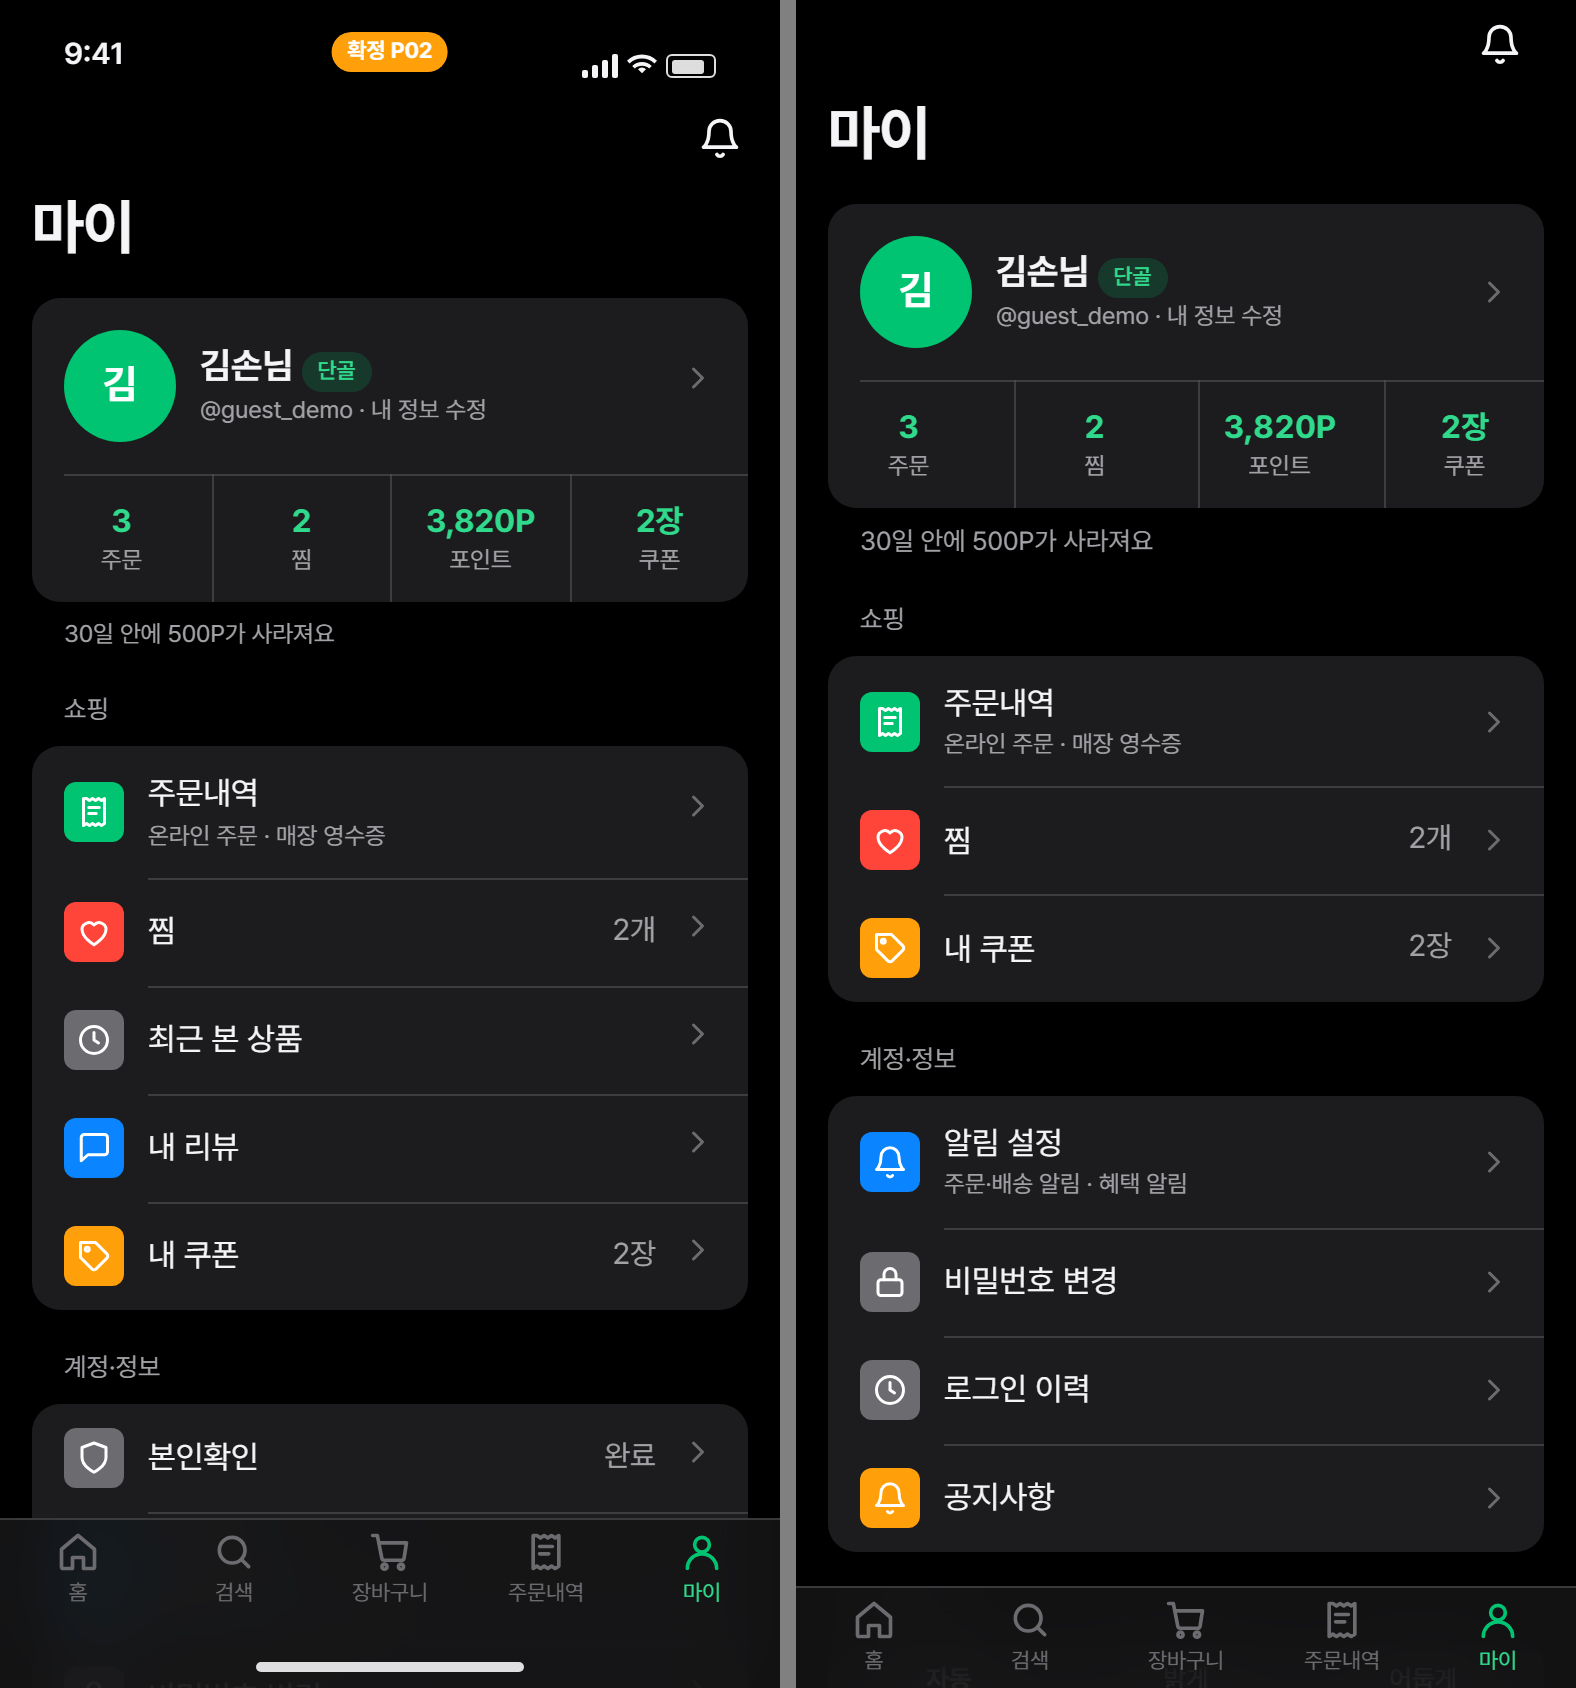 9:41
확정 P02
마이
김
김손님 단골
@guest_demo · 내 정보 수정
3
주문
2
찜
3,820P
포인트
2장
쿠폰
30일 안에 500P가 사라져요
쇼핑
주문내역
온라인 주문 · 매장 영수증
찜 2개
최근 본 상품
내 리뷰
내 쿠폰 2장
계정·정보
본인확인 완료
홈 검색 장바구니 주문내역 마이
마이
김
김손님 단골
@guest_demo · 내 정보 수정
3
주문
2
찜
3,820P
포인트
2장
쿠폰
30일 안에 500P가 사라져요
쇼핑
주문내역
온라인 주문 · 매장 영수증
찜 2개
내 쿠폰 2장
계정·정보
알림 설정
주문·배송 알림 · 혜택 알림
비밀번호 변경
로그인 이력
공지사항
자동 밝게 어둡게
홈 검색 장바구니 주문내역 마이